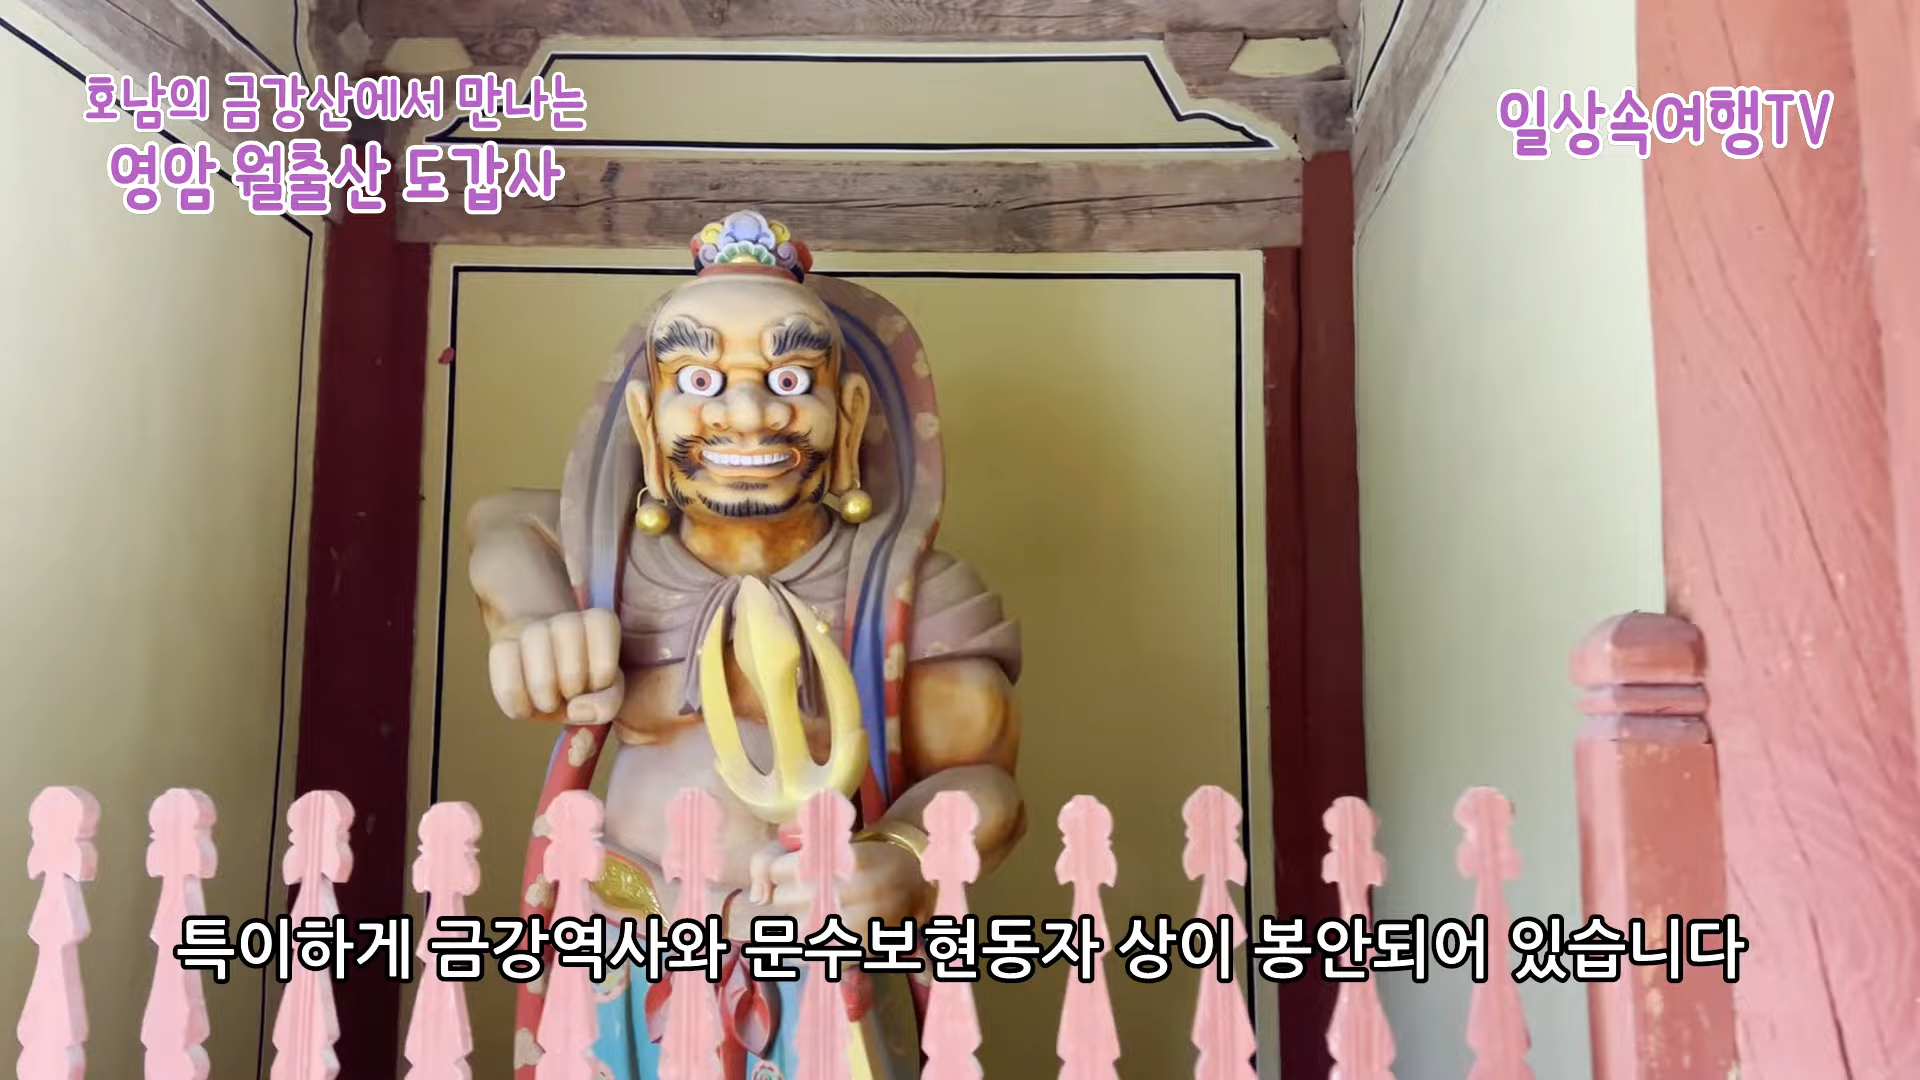 호남의 금강산에서 만나는
영암 월출산 도갑사
일상속여행TV
특이하게 금강역사와 문수보현동자 상이 봉안되어 있습니다